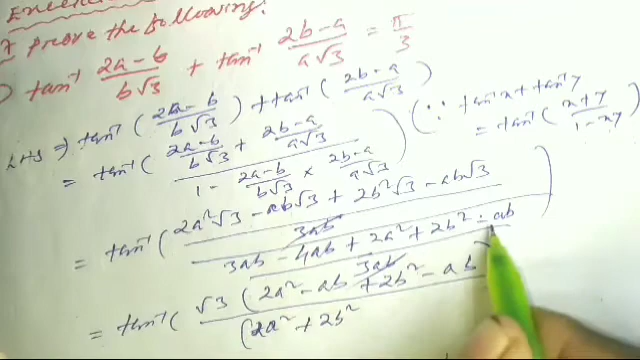 7 prove the following.
tan⁻¹ (2a-b)/(b√3) + tan⁻¹ (2b-a)/(a√3) = π/3
LHS ⇒ tan⁻¹((2a-b)/(b√3)) + tan⁻¹((2b-a)/(a√3)) (∵ tan⁻¹x + tan⁻¹y = tan⁻¹((x+y)/(1-xy))
= tan⁻¹(((2a-b)/(b√3) + (2b-a)/(a√3)) / (1 - (2a-b)/(b√3) × (2b-a)/(a√3)))
= tan⁻¹(((2a²√3 - ab√3 + 2b²√3 - ab√3)/3ab) / ((3ab - 4ab + 2a² + 2b² - ab)/3ab))
= tan⁻¹(√3 (2a² - ab + 2b² - ab) / (2a² + 2b²